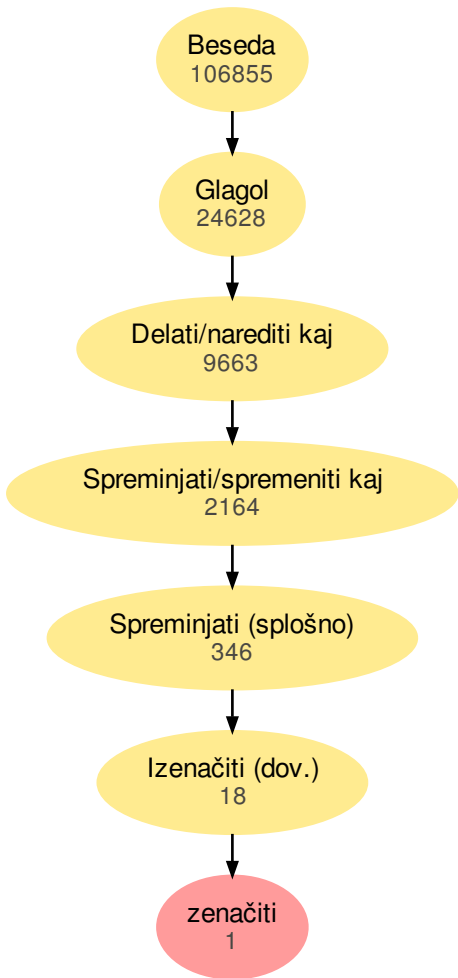 Beseda
106855
Glagol
24628
Delati/narediti kaj
9663
Spreminjati/spremeniti kaj
2164
Spreminjati (splošno)
346
Izenačiti (dov.)
18
zenačiti
1